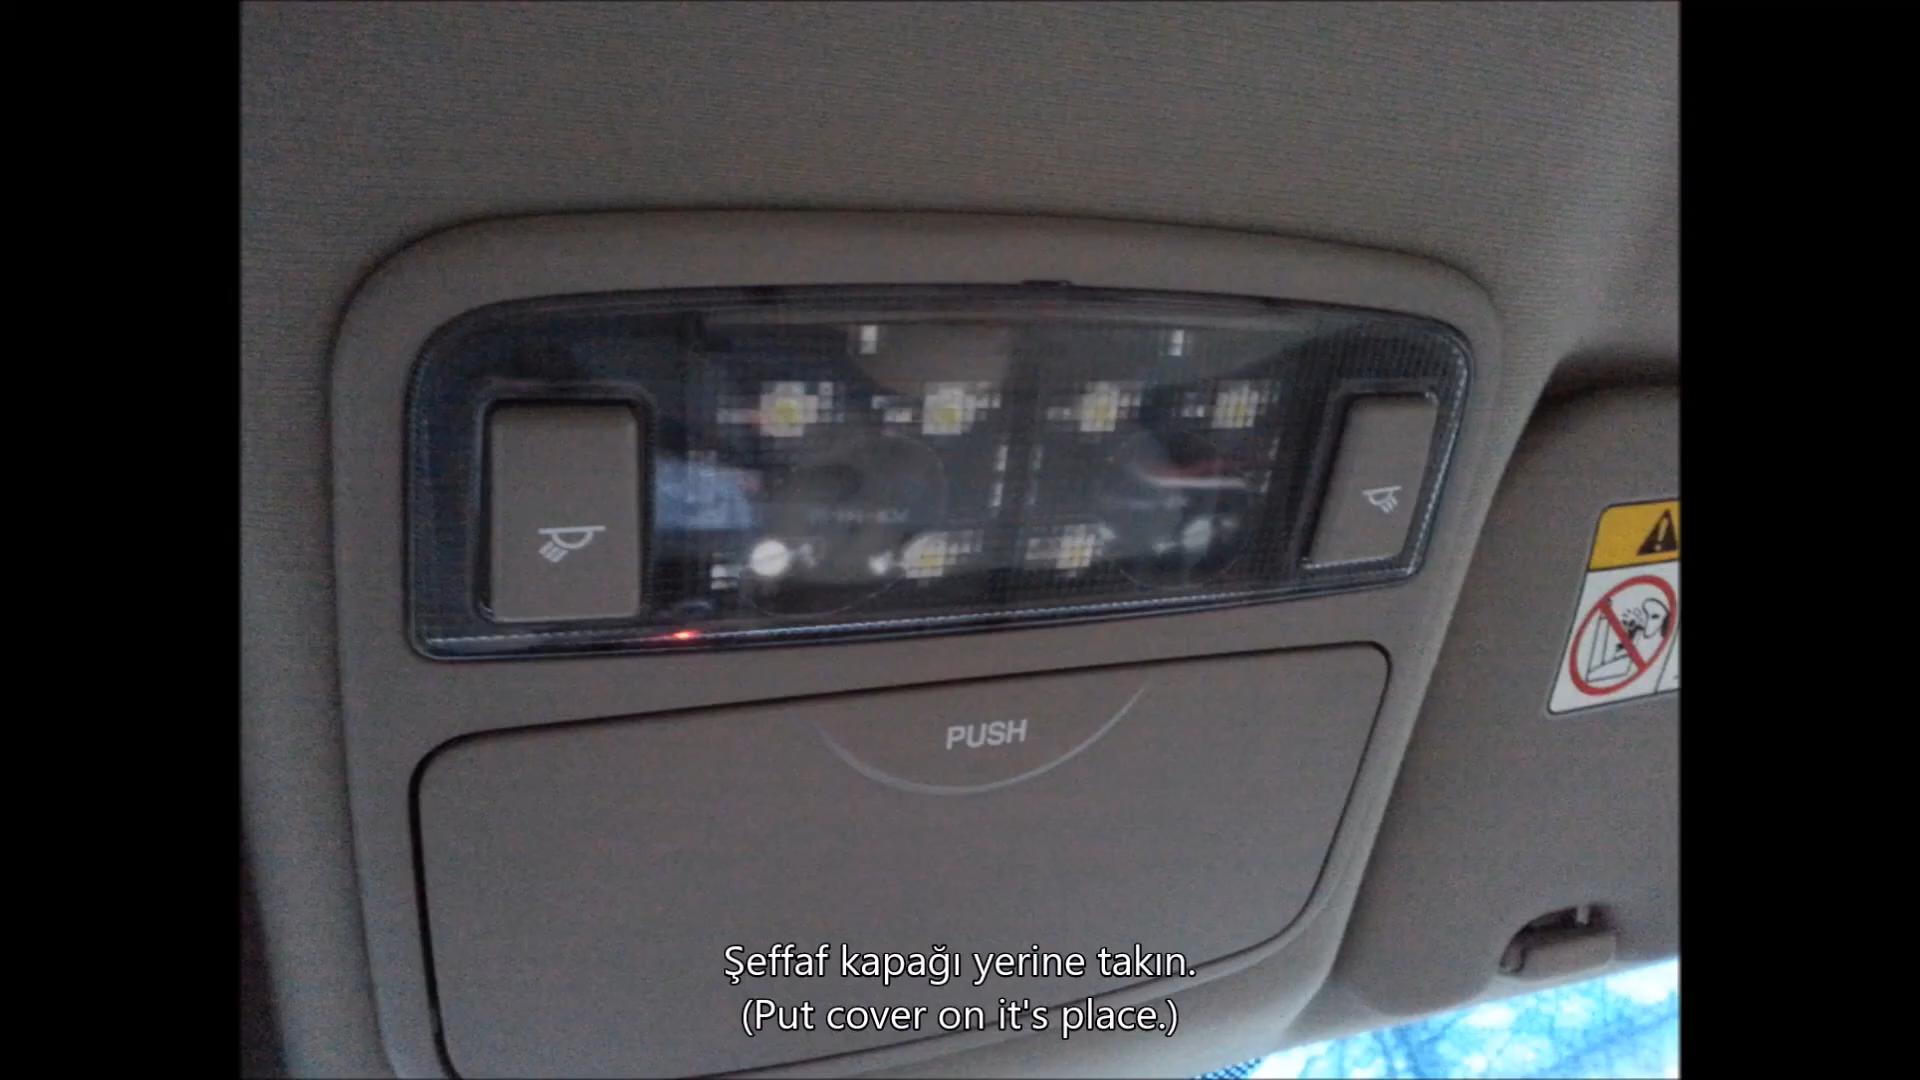 PUSH
Şeffaf kapağı yerine takın.
(Put cover on it's place.)